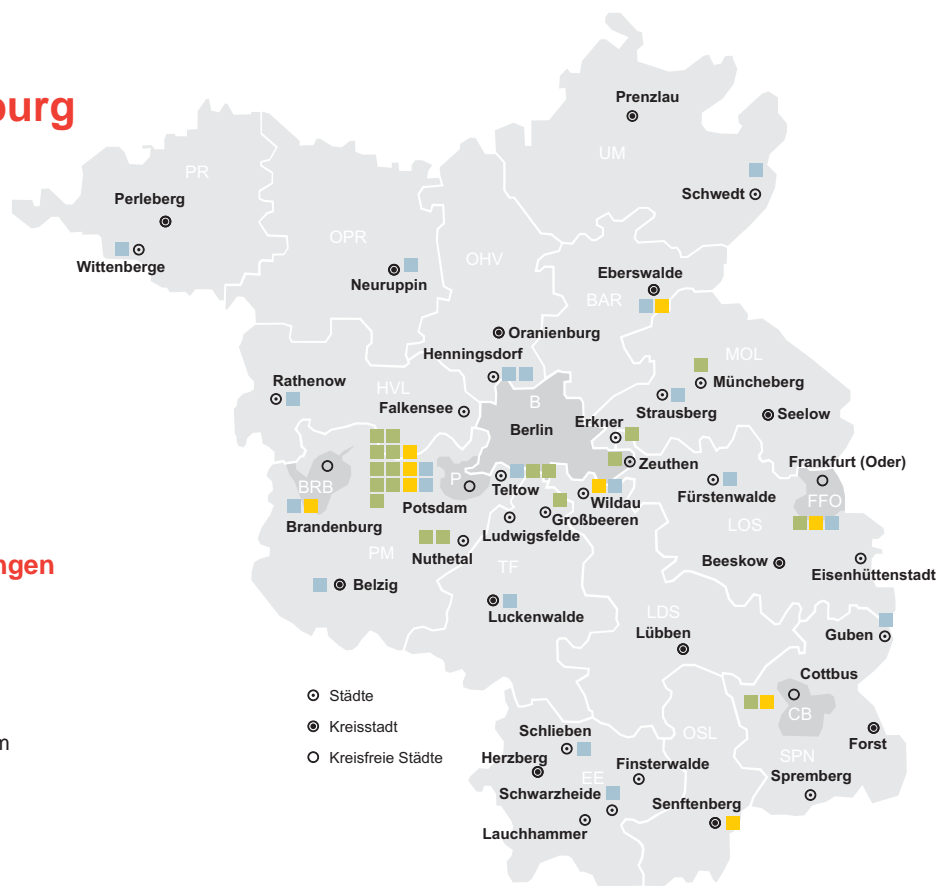 burg
Prenzlau
UM
PR
Schwedt
Perleberg
OPR
OHV
Wittenberge
Neuruppin
Eberswalde
BAR
Oranienburg
MOL
Henningsdorf
Müncheberg
Rathenow
HVL
B
Strausberg
Falkensee
Erkner
Seelow
Berlin
Zeuthen
Frankfurt (Oder)
BRB
P
Teltow
Wildau
Fürstenwalde
FFO
Potsdam
Großbeeren
Brandenburg
Ludwigsfelde
LOS
PM
Nuthetal
TF
Beeskow
Eisenhüttenstadt
ngen
Belzig
Luckenwalde
LDS
Lübben
Guben
Cottbus
Städte
CB
Kreisstadt
Schlieben
OSL
Forst
m
Kreisfreie Städte
Herzberg
EE
Finsterwalde
SPN
Spremberg
Schwarzheide
Senftenberg
Lauchhammer